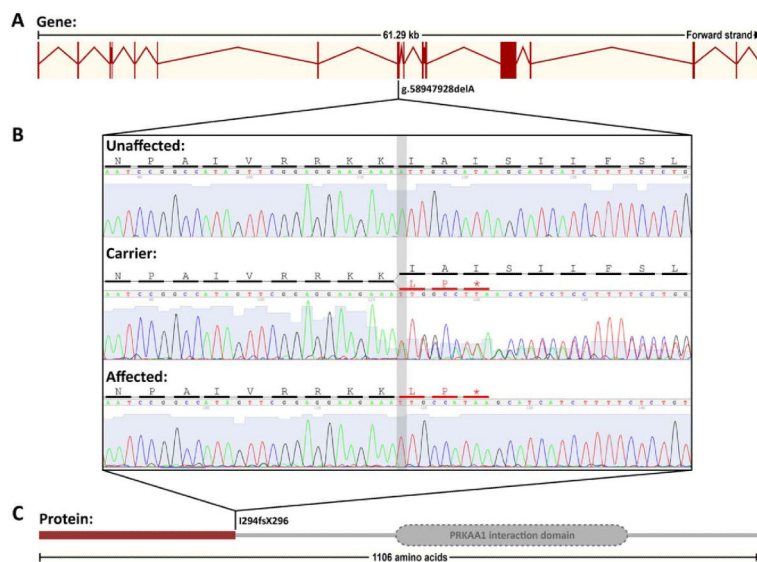 A Gene:
61.29 kb
Forward strand
g.58947928delA
B
Unaffected:
N P A I V R R K K I A I S I I F S L
A A T C C G G C C A T A G T T C G G A G G A A G A A A A T T G C C A T A A G C A T C A T C T T T T C T C T G
Carrier:
I A I S I I F S L
N P A I V R R K K
L P *
Affected:
N P A I V R R K K L P *
A A T C C G G C C A T A G T T C G G A G G A A G A A A T T G C C A T A A G C A T C A T C T T T T C T C T G T
I294fsX296
C Protein:
PRKAA1 interaction domain
1106 amino acids